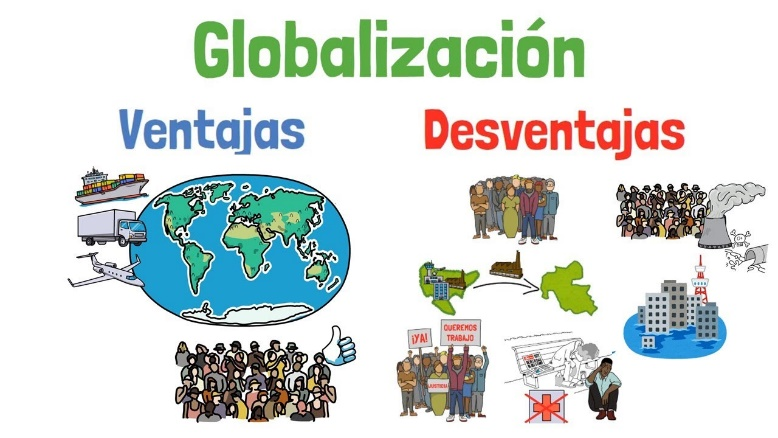 Globalización
Ventajas
Desventajas
¡YA!
QUEREMOS
TRABAJO